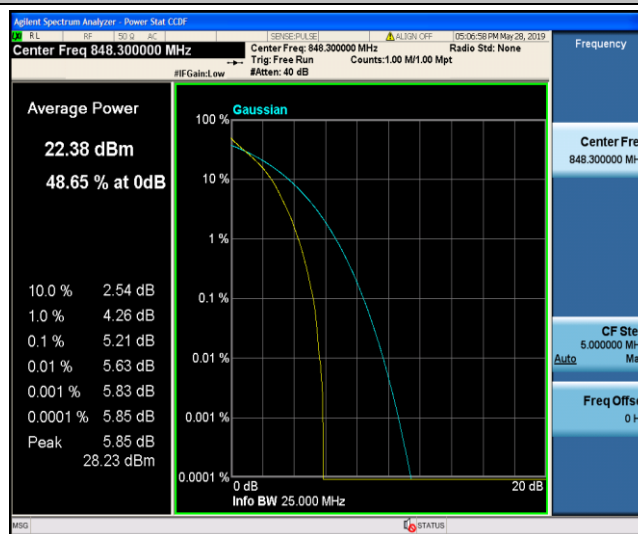 Agilent Spectrum Analyzer - Power Stat CCDF
RL RF 50 Ω AC SENSE:PULSE ALIGN OFF 05:06:58 PM May 28, 2019
Center Freq 848.300000 MHz
Center Freq: 848.300000 MHz Radio Std: None
Trig: Free Run Counts:1.00 M/1.00 Mpt
#IFGain:Low #Atten: 40 dB
Frequency
Average Power
22.38 dBm
48.65 % at 0dB
10.0 % 2.54 dB
1.0 % 4.26 dB
0.1 % 5.21 dB
0.01 % 5.63 dB
0.001 % 5.83 dB
0.0001 % 5.85 dB
Peak 5.85 dB
28.23 dBm
Gaussian
100 %
10 %
1 %
0.1 %
0.01 %
0.001 %
0.0001 %
0 dB 20 dB
Info BW 25.000 MHz
Center Fre
848.300000 MH
CF Ste
5.000000 MH
Auto Ma
Freq Offs
0 H
MSG STATUS